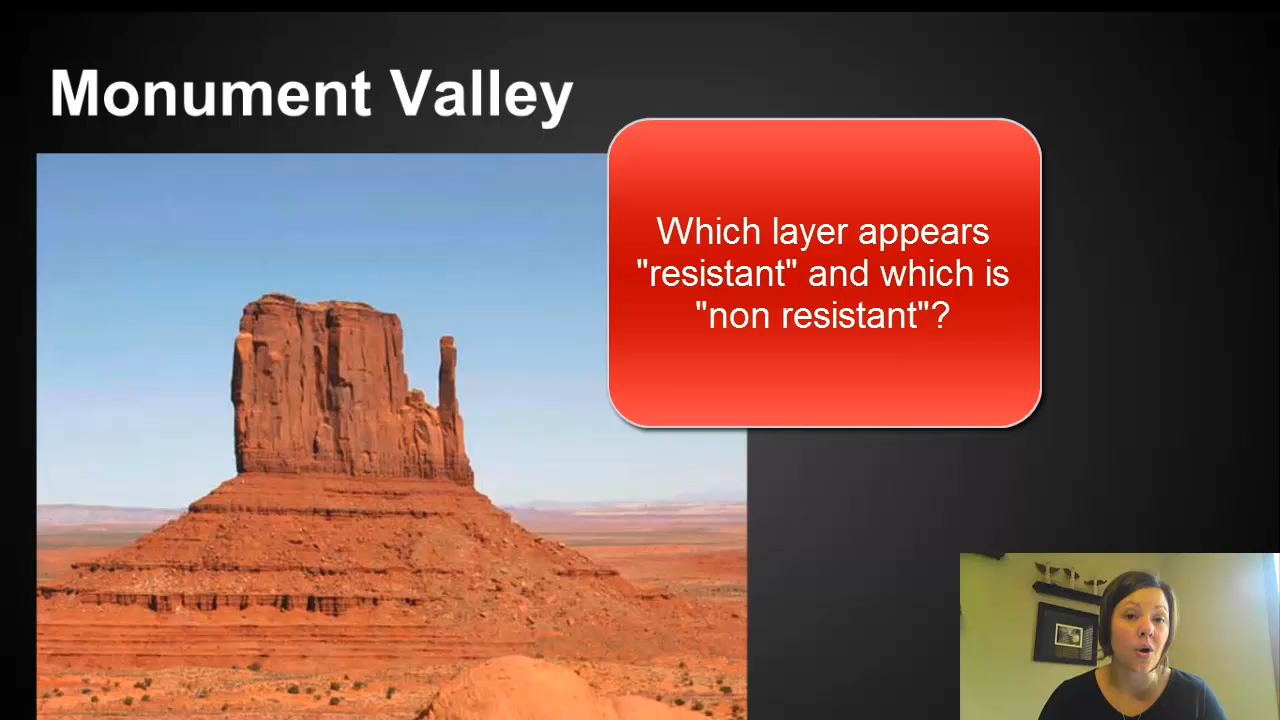 Monument Valley
Which layer appears
"resistant" and which is
"non resistant"?